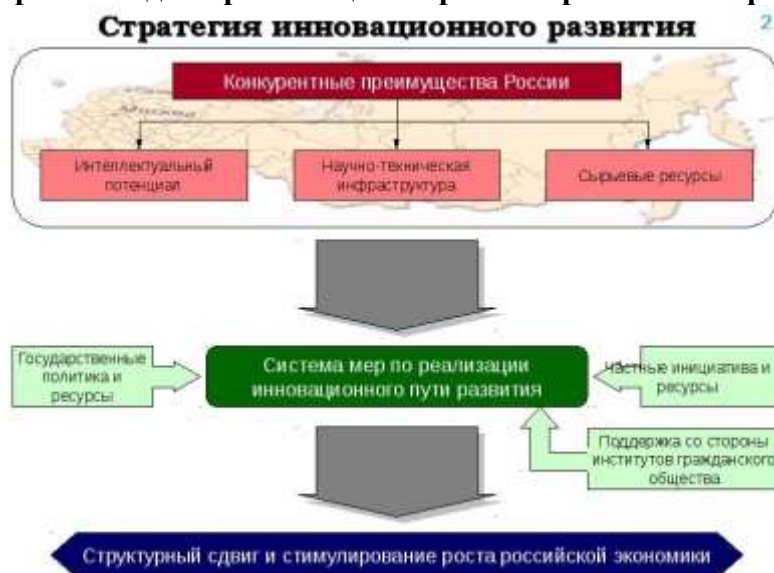 Стратегия инновационного развития
2
Конкурентные преимущества России
Интеллектуальный
потенциал
Научно-техническая
инфраструктура
Сырьевые ресурсы
Государственные
политика и
ресурсы
Система мер по реализации
инновационного пути развития
Частные инициатива и
ресурсы
Поддержка со стороны
институтов гражданского
общества
Структурный сдвиг и стимулирование роста российской экономики